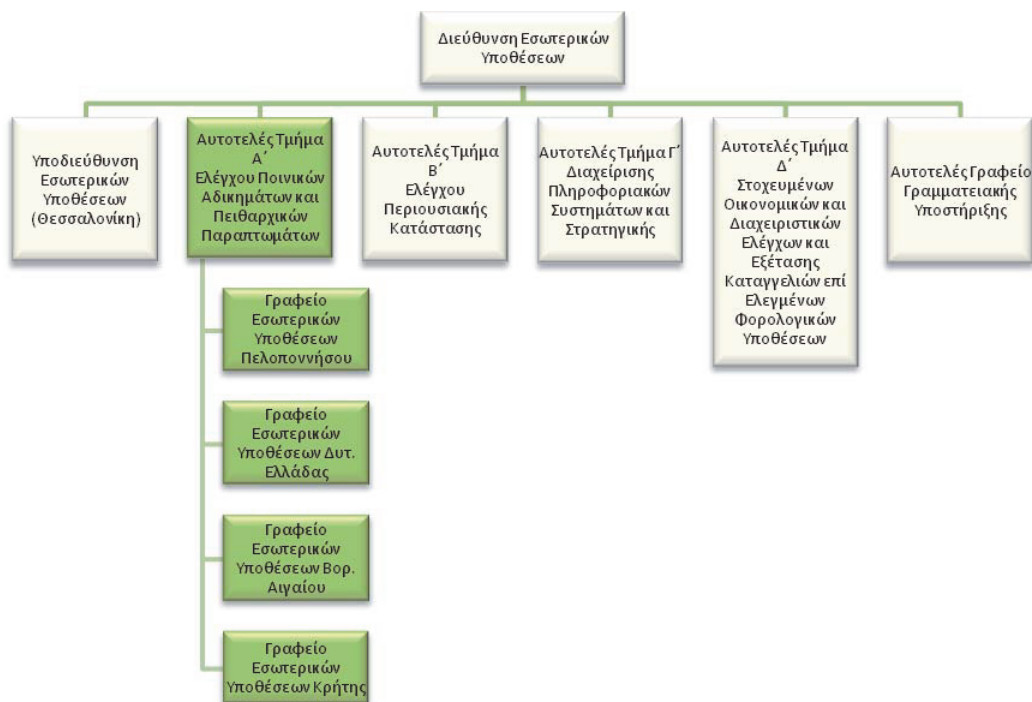 Διεύθυνση Εσωτερικών
Υποθέσεων
Υποδιεύθυνση
Εσωτερικών
Υποθέσεων
(Θεσσαλονίκη)
Αυτοτελές Τμήμα
Α΄
Ελέγχου Ποινικών
Αδικημάτων και
Πειθαρχικών
Παραπτωμάτων
Γραφείο
Εσωτερικών
Υποθέσεων
Πελοποννήσου
Γραφείο
Εσωτερικών
Υποθέσεων Δυτ.
Ελλάδας
Γραφείο
Εσωτερικών
Υποθέσεων Βορ.
Αιγαίου
Γραφείο
Εσωτερικών
Υποθέσεων Κρήτης
Αυτοτελές Τμήμα
Β΄
Ελέγχου
Περιουσιακής
Κατάστασης
Αυτοτελές Τμήμα Γ΄
Διαχείρισης
Πληροφοριακών
Συστημάτων και
Στρατηγικής
Αυτοτελές Τμήμα
Δ΄
Στοχευμένων
Οικονομικών και
Διαχειριστικών
Ελέγχων και
Εξέτασης
Καταγγελιών επί
Ελεγμένων
Φορολογικών
Υποθέσεων
Αυτοτελές Γραφείο
Γραμματειακής
Υποστήριξης